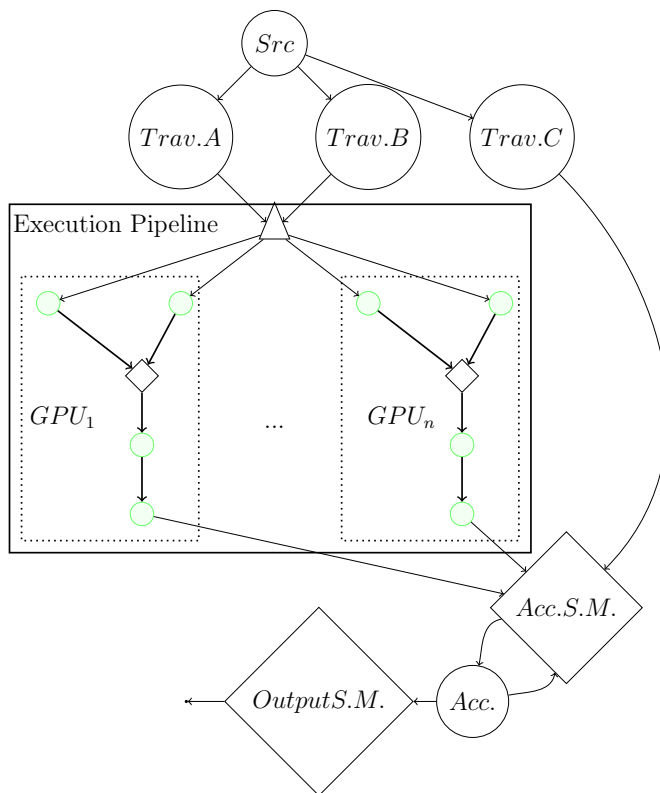 Src
Trav.A
Trav.B
Trav.C
Execution Pipeline
GPU₁
...
GPUₙ
Acc.S.M.
OutputS.M.
Acc.